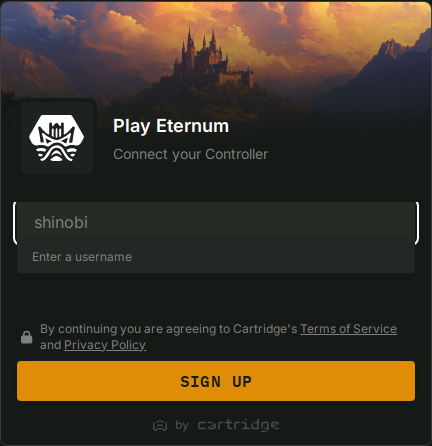 Play Eternum
Connect your Controller
shinobi
Enter a username
By continuing you are agreeing to Cartridge's Terms of Service
and Privacy Policy
SIGN UP
by cartridge